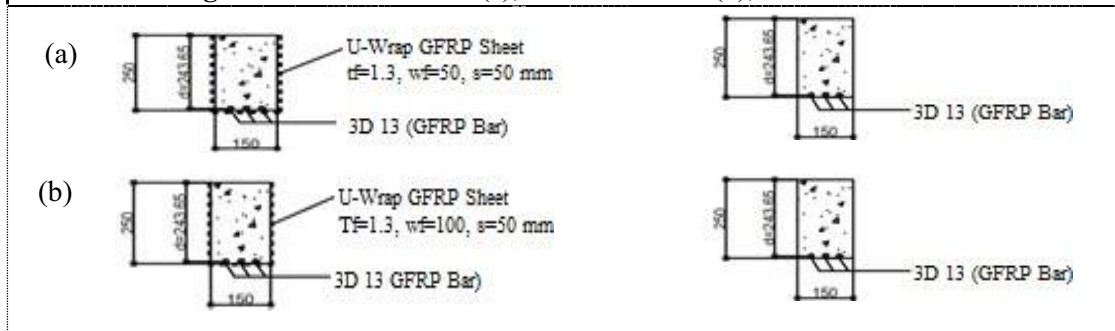 (a)
250
d=243.65
150
U-Wrap GFRP Sheet
tf=1.3, wf=50, s=50 mm
3D 13 (GFRP Bar)
250
d=243.65
150
3D 13 (GFRP Bar)
(b)
250
d=243.65
150
U-Wrap GFRP Sheet
Tf=1.3, wf=100, s=50 mm
3D 13 GFRP Bar)
250
d=243.65
150
3D 13 (GFRP Bar)